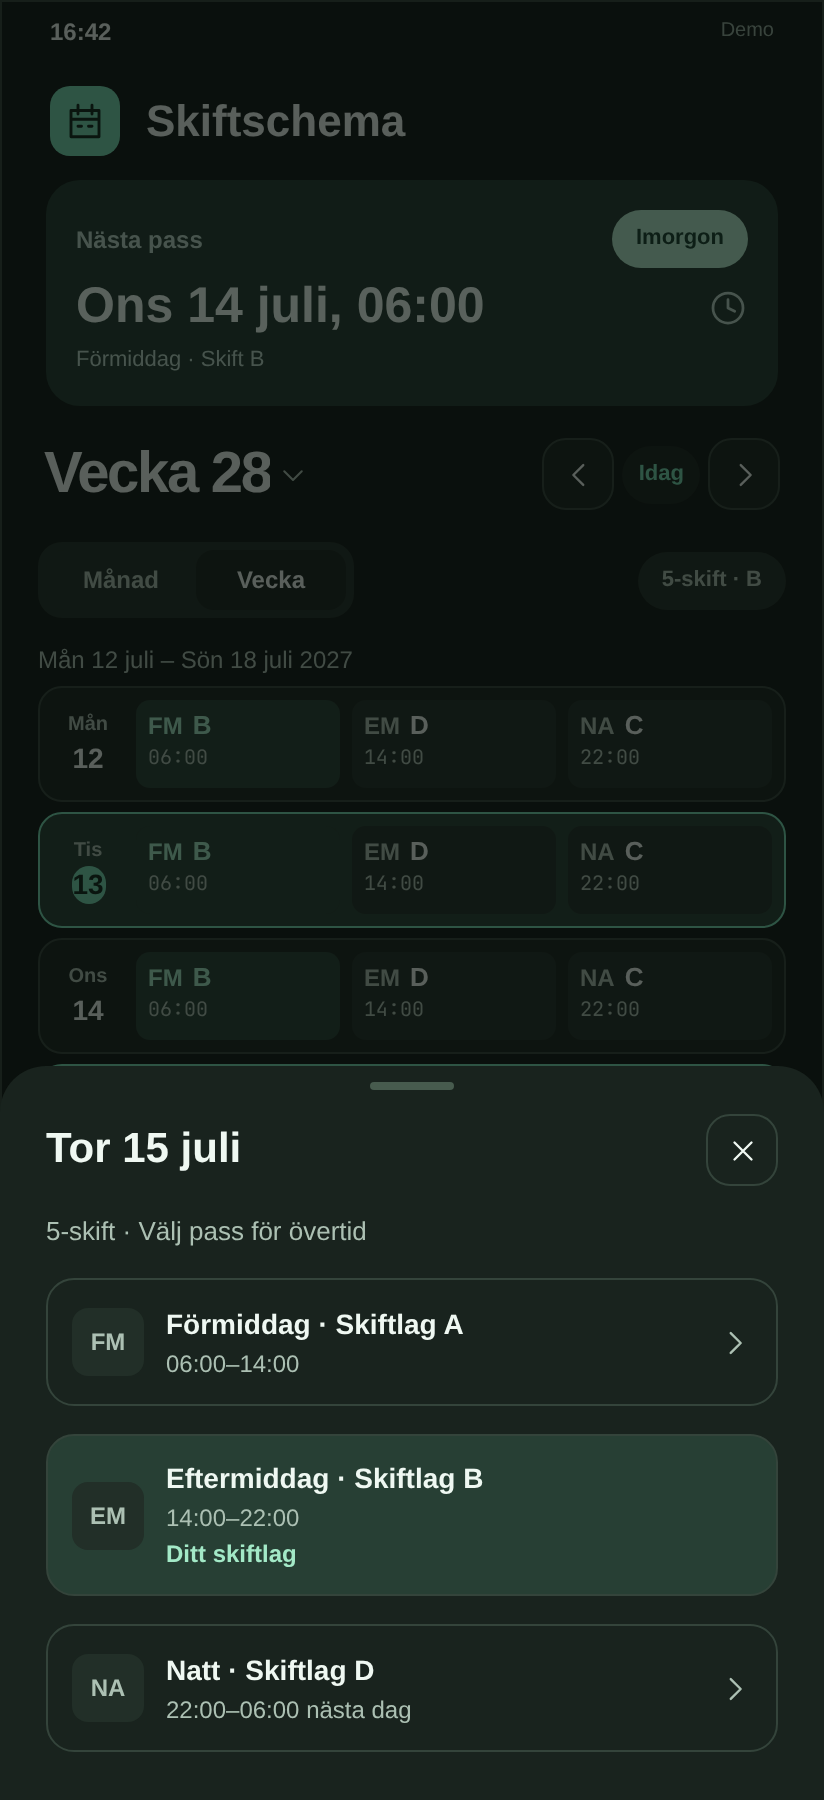 16:42
Demo
Skiftschema
Nästa pass
Imorgon
Ons 14 juli, 06:00
Förmiddag · Skift B
Vecka 28
Idag
Månad
Vecka
5-skift · B
Mån 12 juli – Sön 18 juli 2027
Mån
12
FM B
06:00
EM D
14:00
NA C
22:00
Tis
13
FM B
06:00
EM D
14:00
NA C
22:00
Ons
14
FM B
06:00
EM D
14:00
NA C
22:00
Tor 15 juli
5-skift · Välj pass för övertid
FM
Förmiddag · Skiftlag A
06:00–14:00
EM
Eftermiddag · Skiftlag B
14:00–22:00
Ditt skiftlag
NA
Natt · Skiftlag D
22:00–06:00 nästa dag